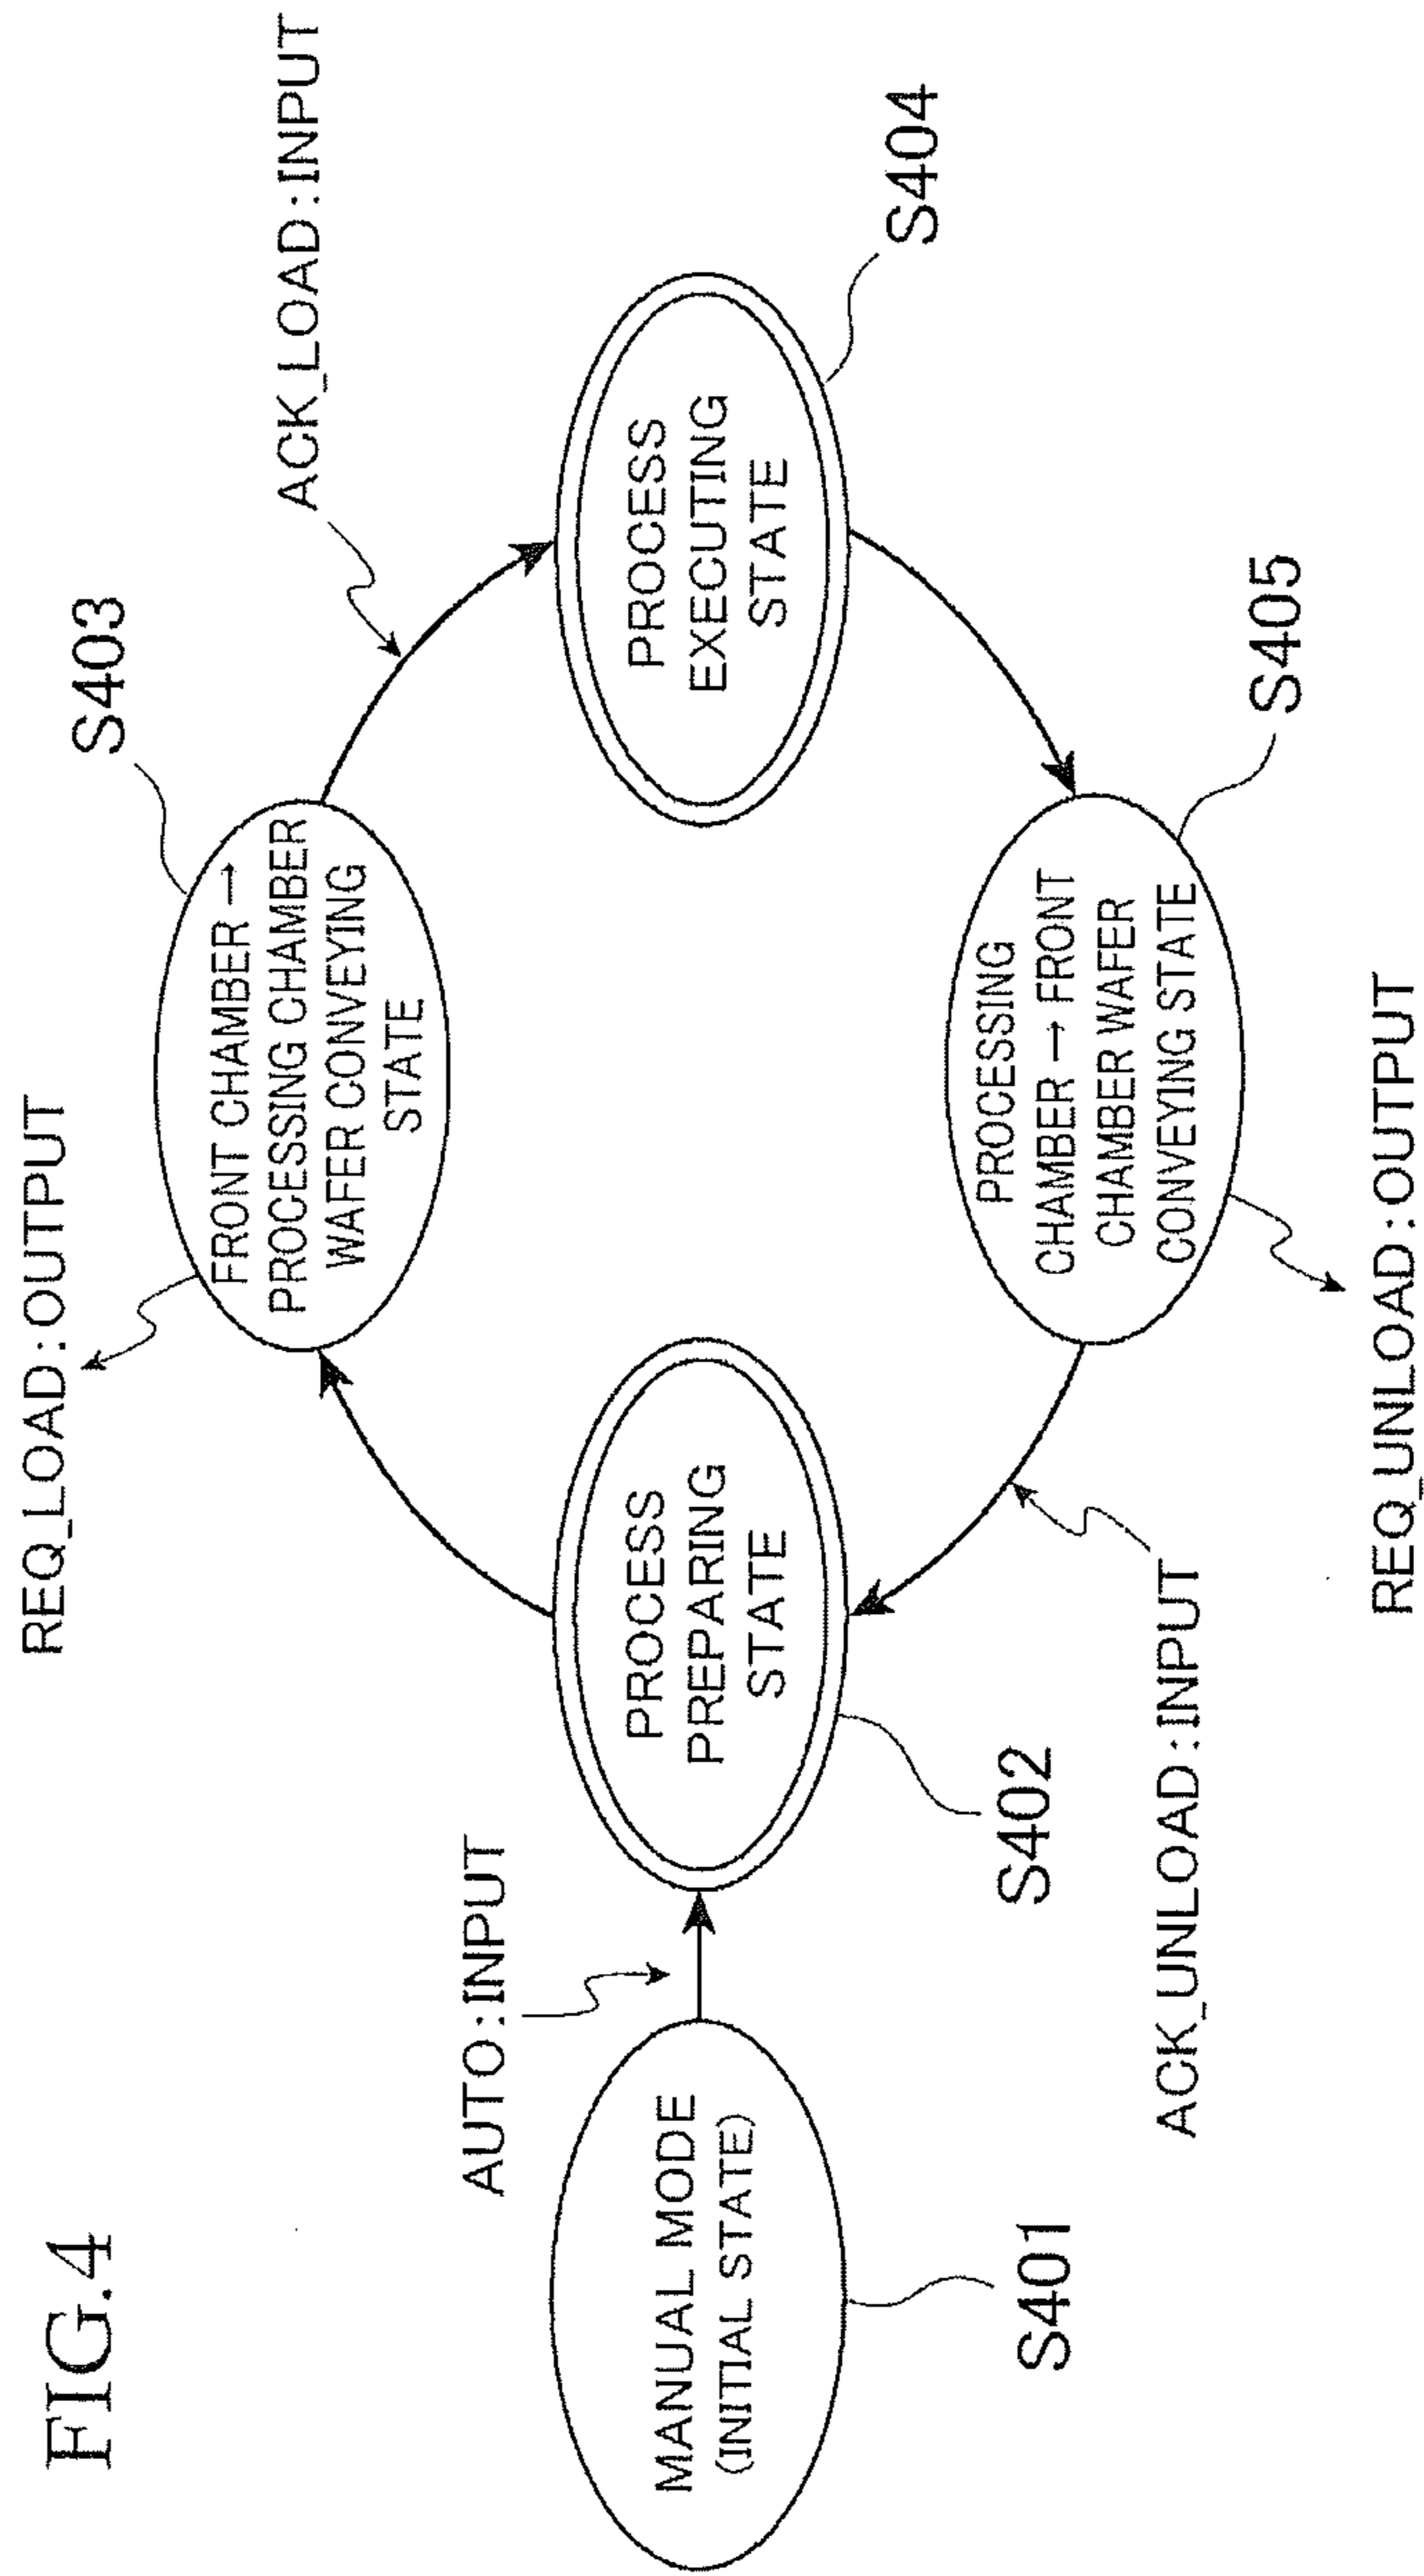 FIG.4
REQ_LOAD:OUTPUT
S403
FRONT CHAMBER →
PROCESSING CHAMBER
WAFER CONVEYING
STATE
ACK_LOAD:INPUT
AUTO:INPUT
MANUAL MODE
(INITIAL STATE)
S401
PROCESS
PREPARING
STATE
S402
PROCESS
EXECUTING
STATE
S404
PROCESSING
CHAMBER → FRONT
CHAMBER WAFER
CONVEYING STATE
S405
ACK_UNLOAD:INPUT
REQ_UNLOAD:OUTPUT